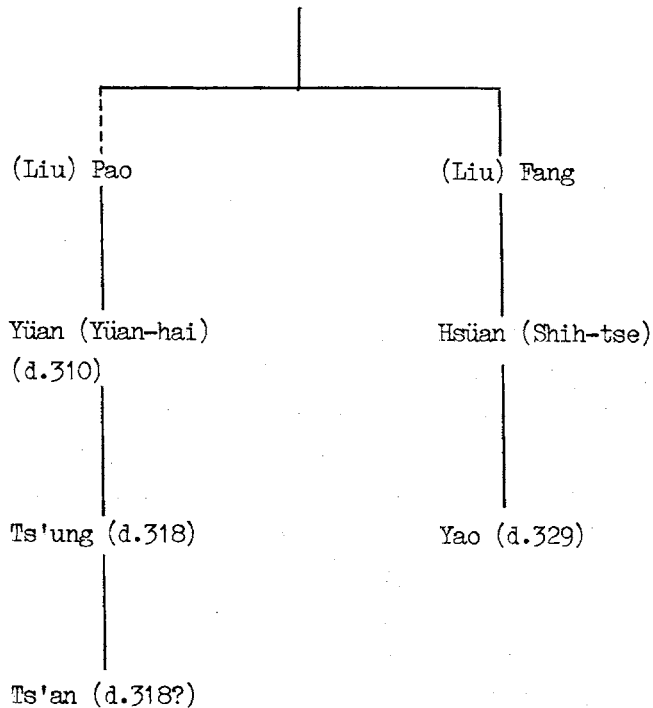 (Liu) Pao
(Liu) Fang
Yüan (Yüan-hai)
(d.310)
Hsüan (Shih-tse)
Ts'ung (d.318)
Yao (d.329)
Ts'an (d.318?)